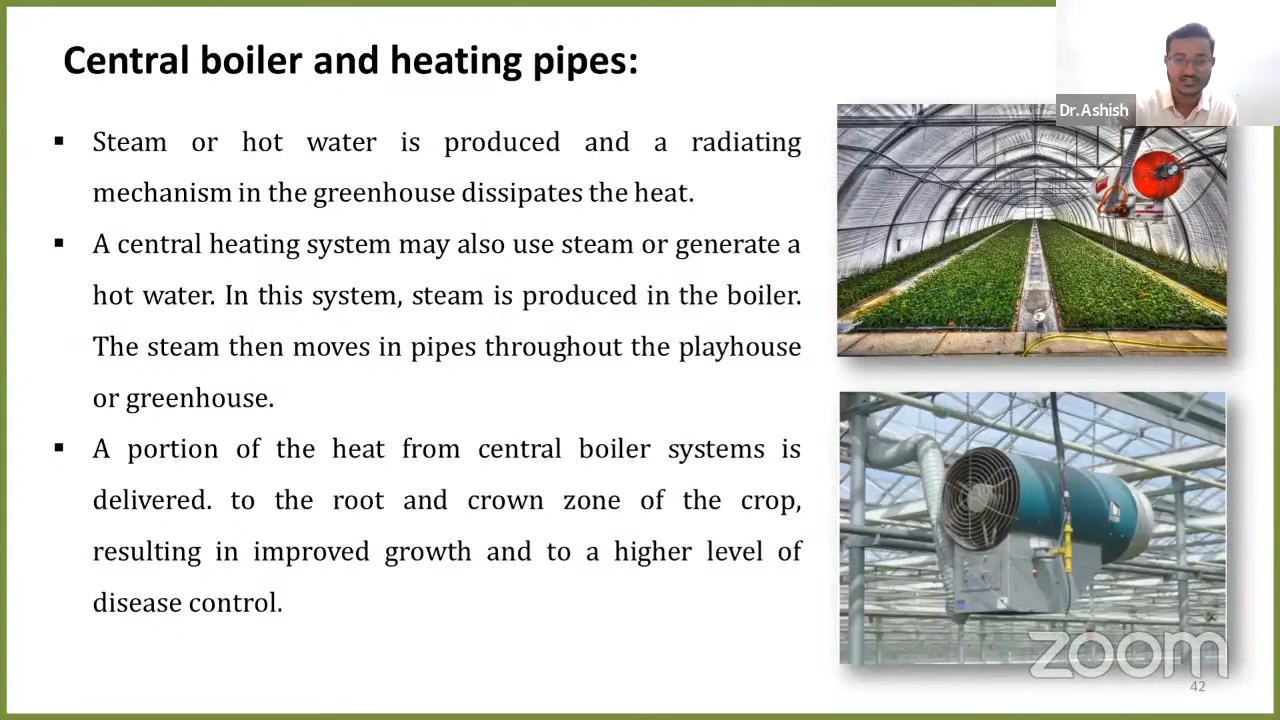 Central boiler and heating pipes:
Dr.Ashish
▪ Steam or hot water is produced and a radiating
mechanism in the greenhouse dissipates the heat.
▪ A central heating system may also use steam or generate a
hot water. In this system, steam is produced in the boiler.
The steam then moves in pipes throughout the playhouse
or greenhouse.
▪ A portion of the heat from central boiler systems is
delivered. to the root and crown zone of the crop,
resulting in improved growth and to a higher level of
disease control.
zoom
42